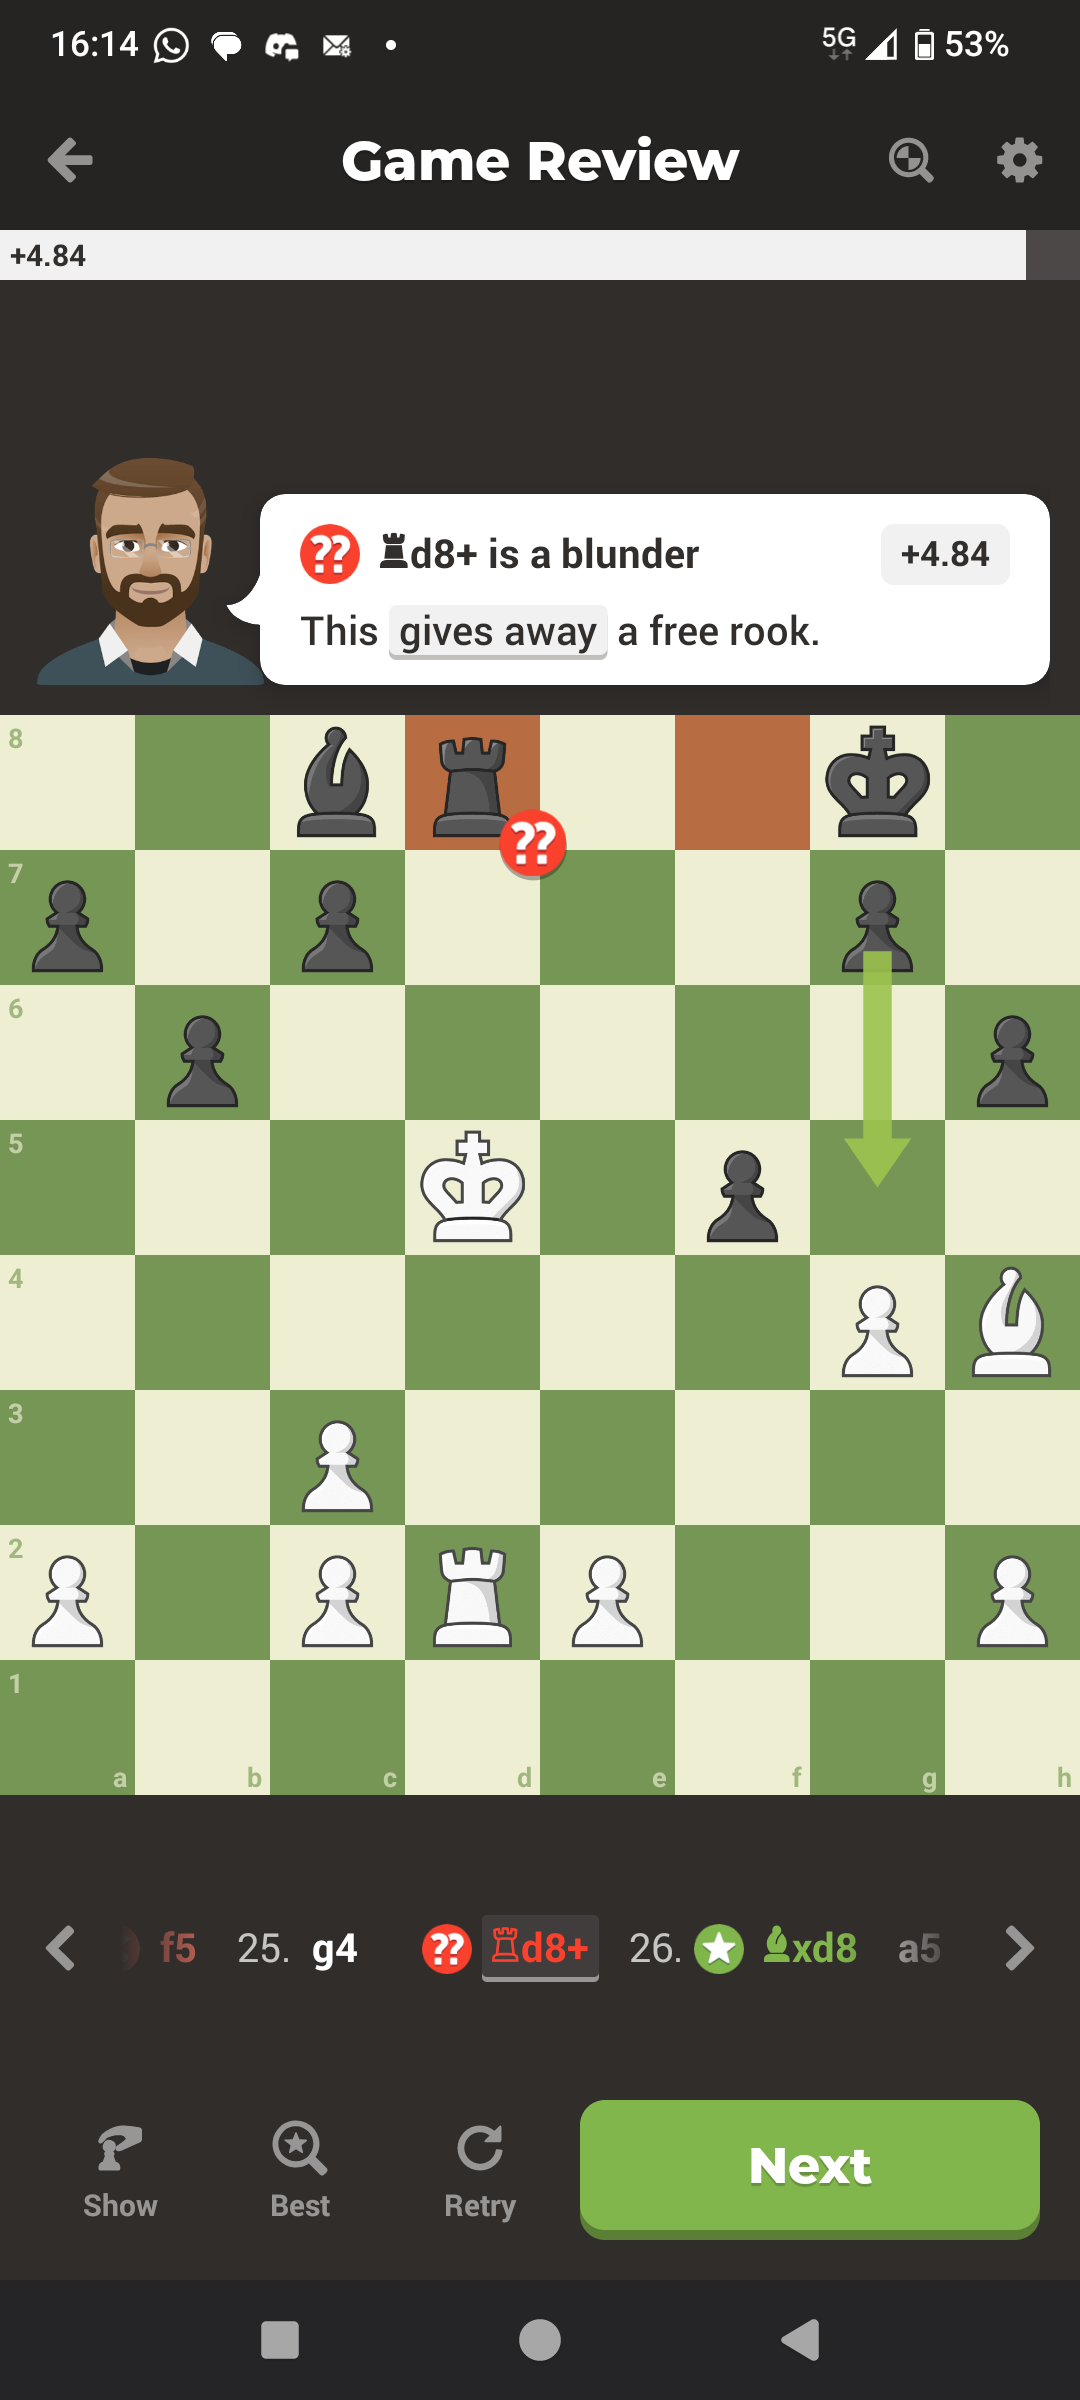 16:14 5G 53%
Game Review
+4.84
?? d8+ is a blunder +4.84
This gives away a free rook.
8
??
7
6
5
4
3
2
1
a b c d e f g h
f5 25. g4 ?? d8+ 26. xd8 a5
Show Best Retry Next